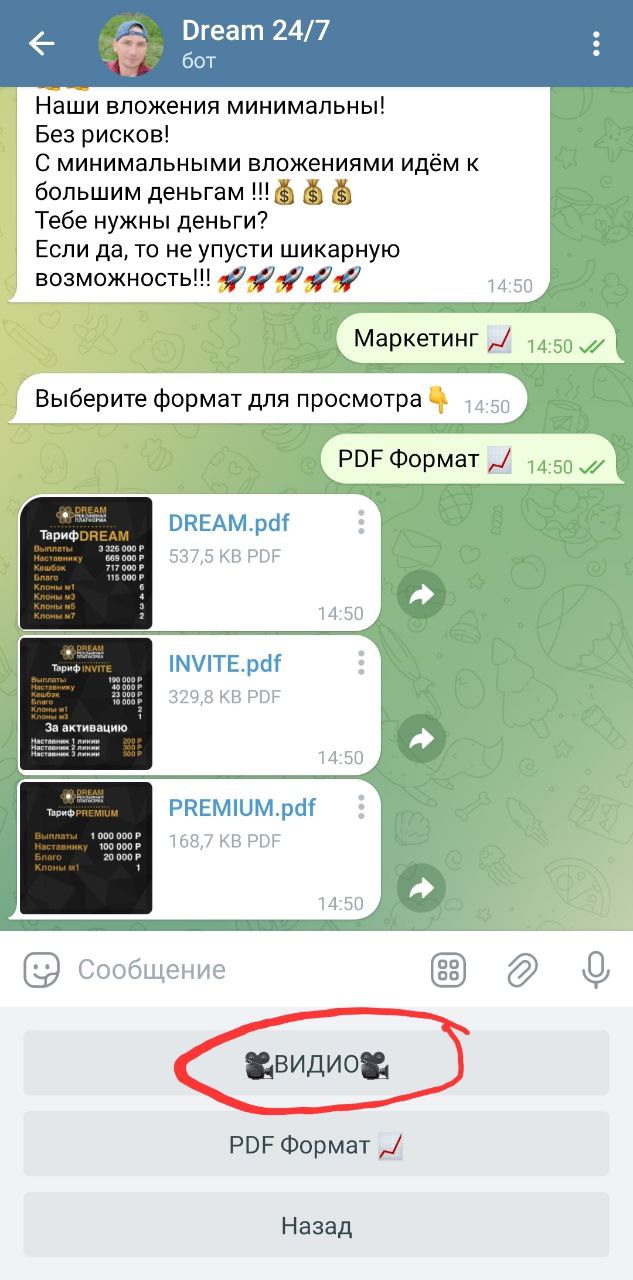 Dream 24/7
бот
Наши вложения минимальны!
Без рисков!
С минимальными вложениями идём к
большим деньгам !!!💰💰💰
Тебе нужны деньги?
Если да, то не упусти шикарную
возможность!!! 🚀🚀🚀🚀🚀
14:50
Маркетинг 📈 14:50
Выберите формат для просмотра👇 14:50
PDF Формат 📈 14:50
DREAM
РЕКЛАМНАЯ
ПЛАТФОРМА
Тариф DREAM
Выплаты 3 326 000 Р
Наставнику 669 000 Р
Кешбэк 717 000 Р
Благо 115 000 Р
Клоны м1 6
Клоны м3 4
Клоны м5 3
Клоны м7 2
DREAM.pdf
537,5 KB PDF
14:50
DREAM
РЕКЛАМНАЯ
ПЛАТФОРМА
Тариф INVITE
Выплаты 190 000 Р
Наставнику 40 000 Р
Кешбэк 23 000 Р
Благо 10 000 Р
Клоны м1 2
Клоны м3 1
За активацию
Наставник 1 линии 200 Р
Наставник 2 линии 300 Р
Наставник 3 линии 500 Р
INVITE.pdf
329,8 KB PDF
14:50
DREAM
РЕКЛАМНАЯ
ПЛАТФОРМА
Тариф PREMIUM
Выплаты 1 000 000 Р
Наставнику 100 000 Р
Благо 20 000 Р
Клоны м1 1
PREMIUM.pdf
168,7 KB PDF
14:50
Сообщение
🎥ВИДИО🎥
PDF Формат 📈
Назад